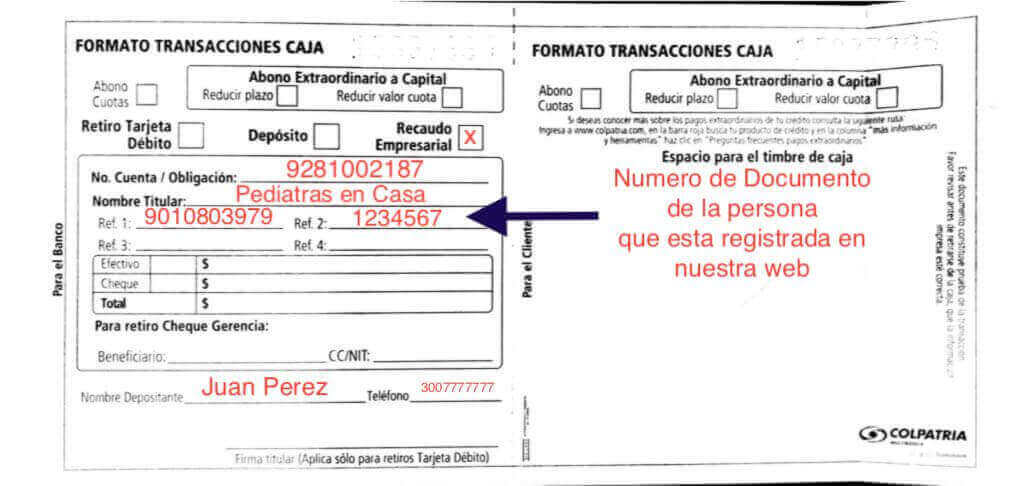 FORMATO TRANSACCIONES CAJA
Abono Cuotas
Abono Extraordinario a Capital
Reducir plazo
Reducir valor cuota
Retiro Tarjeta Débito
Depósito
Recaudo Empresarial X
No. Cuenta / Obligación: 9281002187
Nombre Titular: Pediatras en Casa
Ref. 1: 9010803979 Ref. 2: 1234567
Ref. 3: Ref. 4:
Efectivo $
Cheque $
Total $
Para retiro Cheque Gerencia:
Beneficiario: CC/NIT:
Nombre Depositante Juan Perez Teléfono 3007777777
Firma titular (Aplica sólo para retiros Tarjeta Débito)
Para el Banco
FORMATO TRANSACCIONES CAJA
Abono Cuotas
Abono Extraordinario a Capital
Reducir plazo
Reducir valor cuota
Si deseas conocer más sobre los pagos extraordinarios de tu credito consulta la siguiente ruta:
Ingresa a www.colpatria.com, en la barra roja busca tu producto de crédito y en la columna "más información
y herramientas" haz clic en "Preguntas frecuentes pagos extraordinarios"
Espacio para el timbre de caja
Numero de Documento
de la persona
que esta registrada en
nuestra web
Para el Cliente
Este documento constituye prueba de la transacción
Favor revisar antes de retirarse de la caja, que la información
impresa esté correcta
COLPATRIA
MULTIBANCA